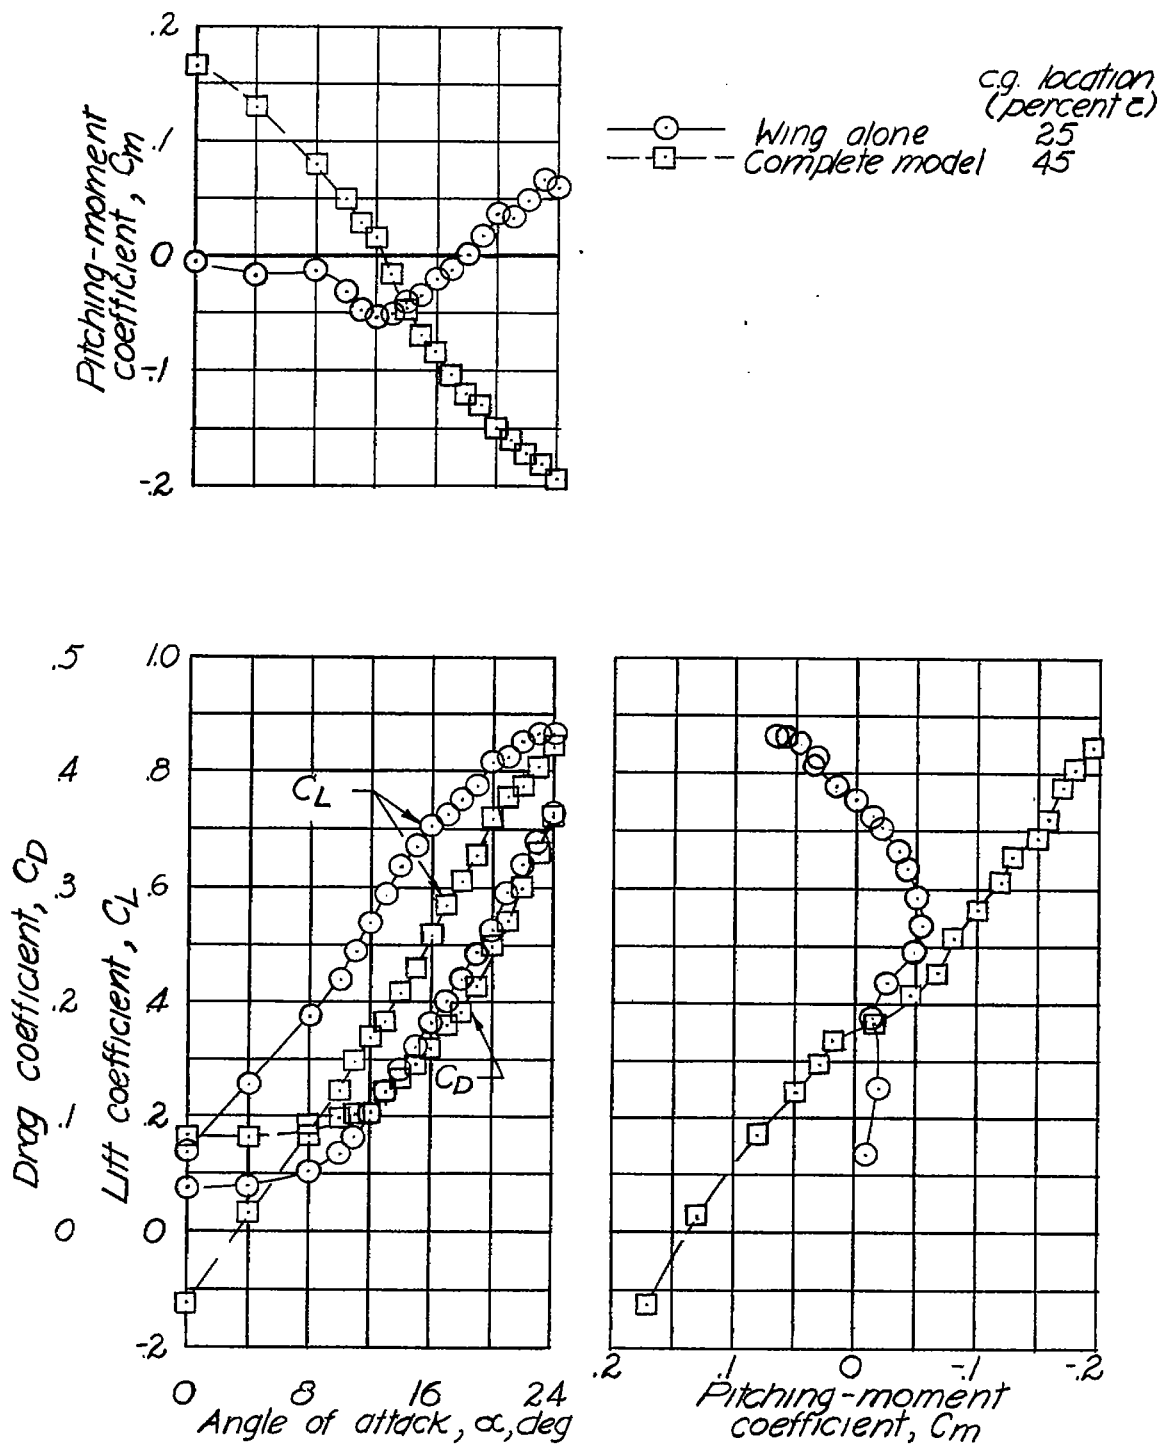 .2
.1
0
-.1
-.2
Pitching-moment
coefficient, Cm
c.g. location
(percent c̄)
Wing alone 25
Complete model 45
.5 1.0
.4 .8
.3 .6
.2 .4
.1 .2
0 0
-.2
Drag coefficient, CD
Lift coefficient, CL
CL
CD
0 8 16 24
Angle of attack, α, deg
.2 .1 0 -.1 -.2
Pitching-moment
coefficient, Cm